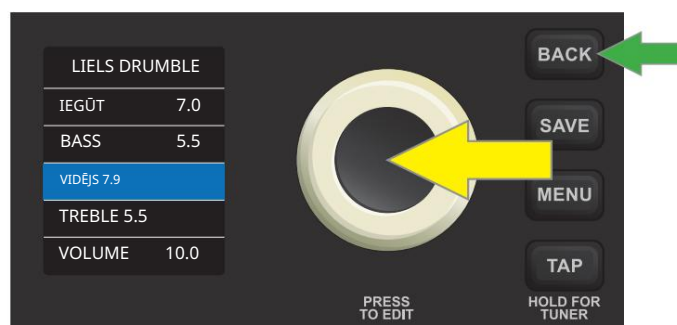 LIELS DRUMBLE
IEGŪT 7.0
BASS 5.5
VIDĒJS 7.9
TREBLE 5.5
VOLUME 10.0
PRESS
TO EDIT
BACK
SAVE
MENU
TAP
HOLD FOR
TUNER